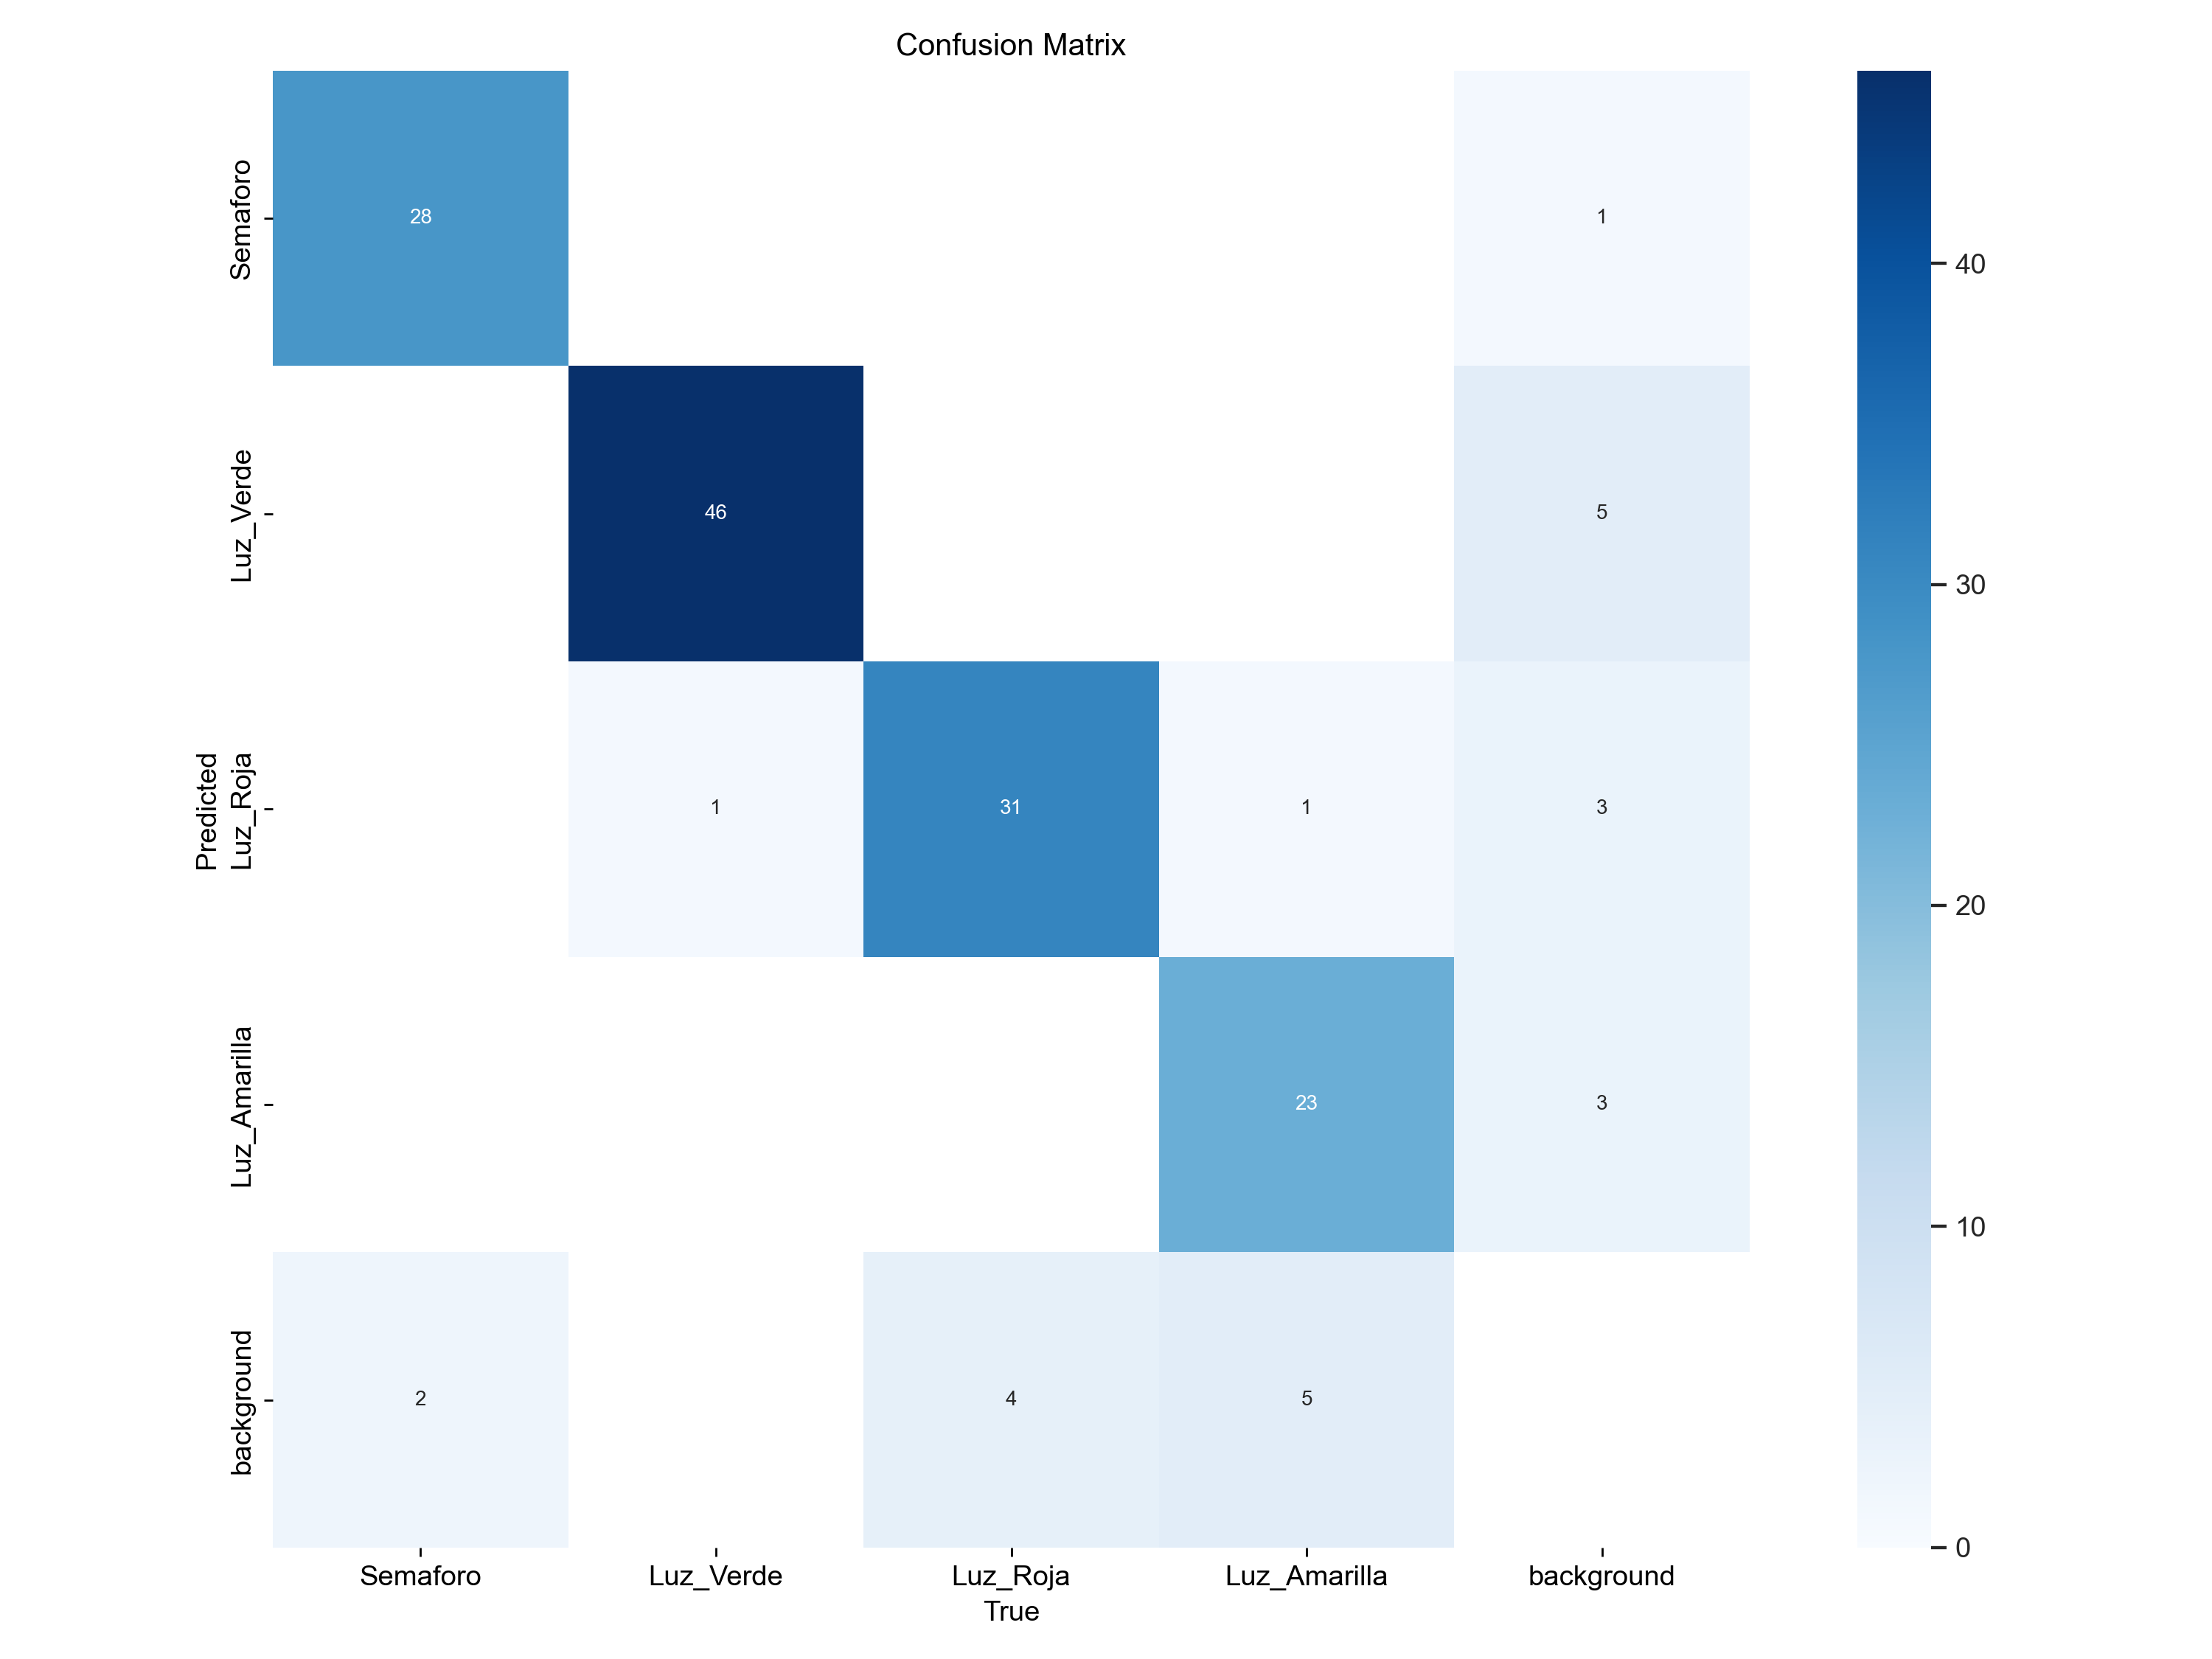 Confusion Matrix
Semaforo
28
1
Luz_Verde
46
5
Predicted
Luz_Roja
1
31
1
3
Luz_Amarilla
23
3
background
2
4
5
Semaforo
Luz_Verde
Luz_Roja
Luz_Amarilla
background
True
40
30
20
10
0